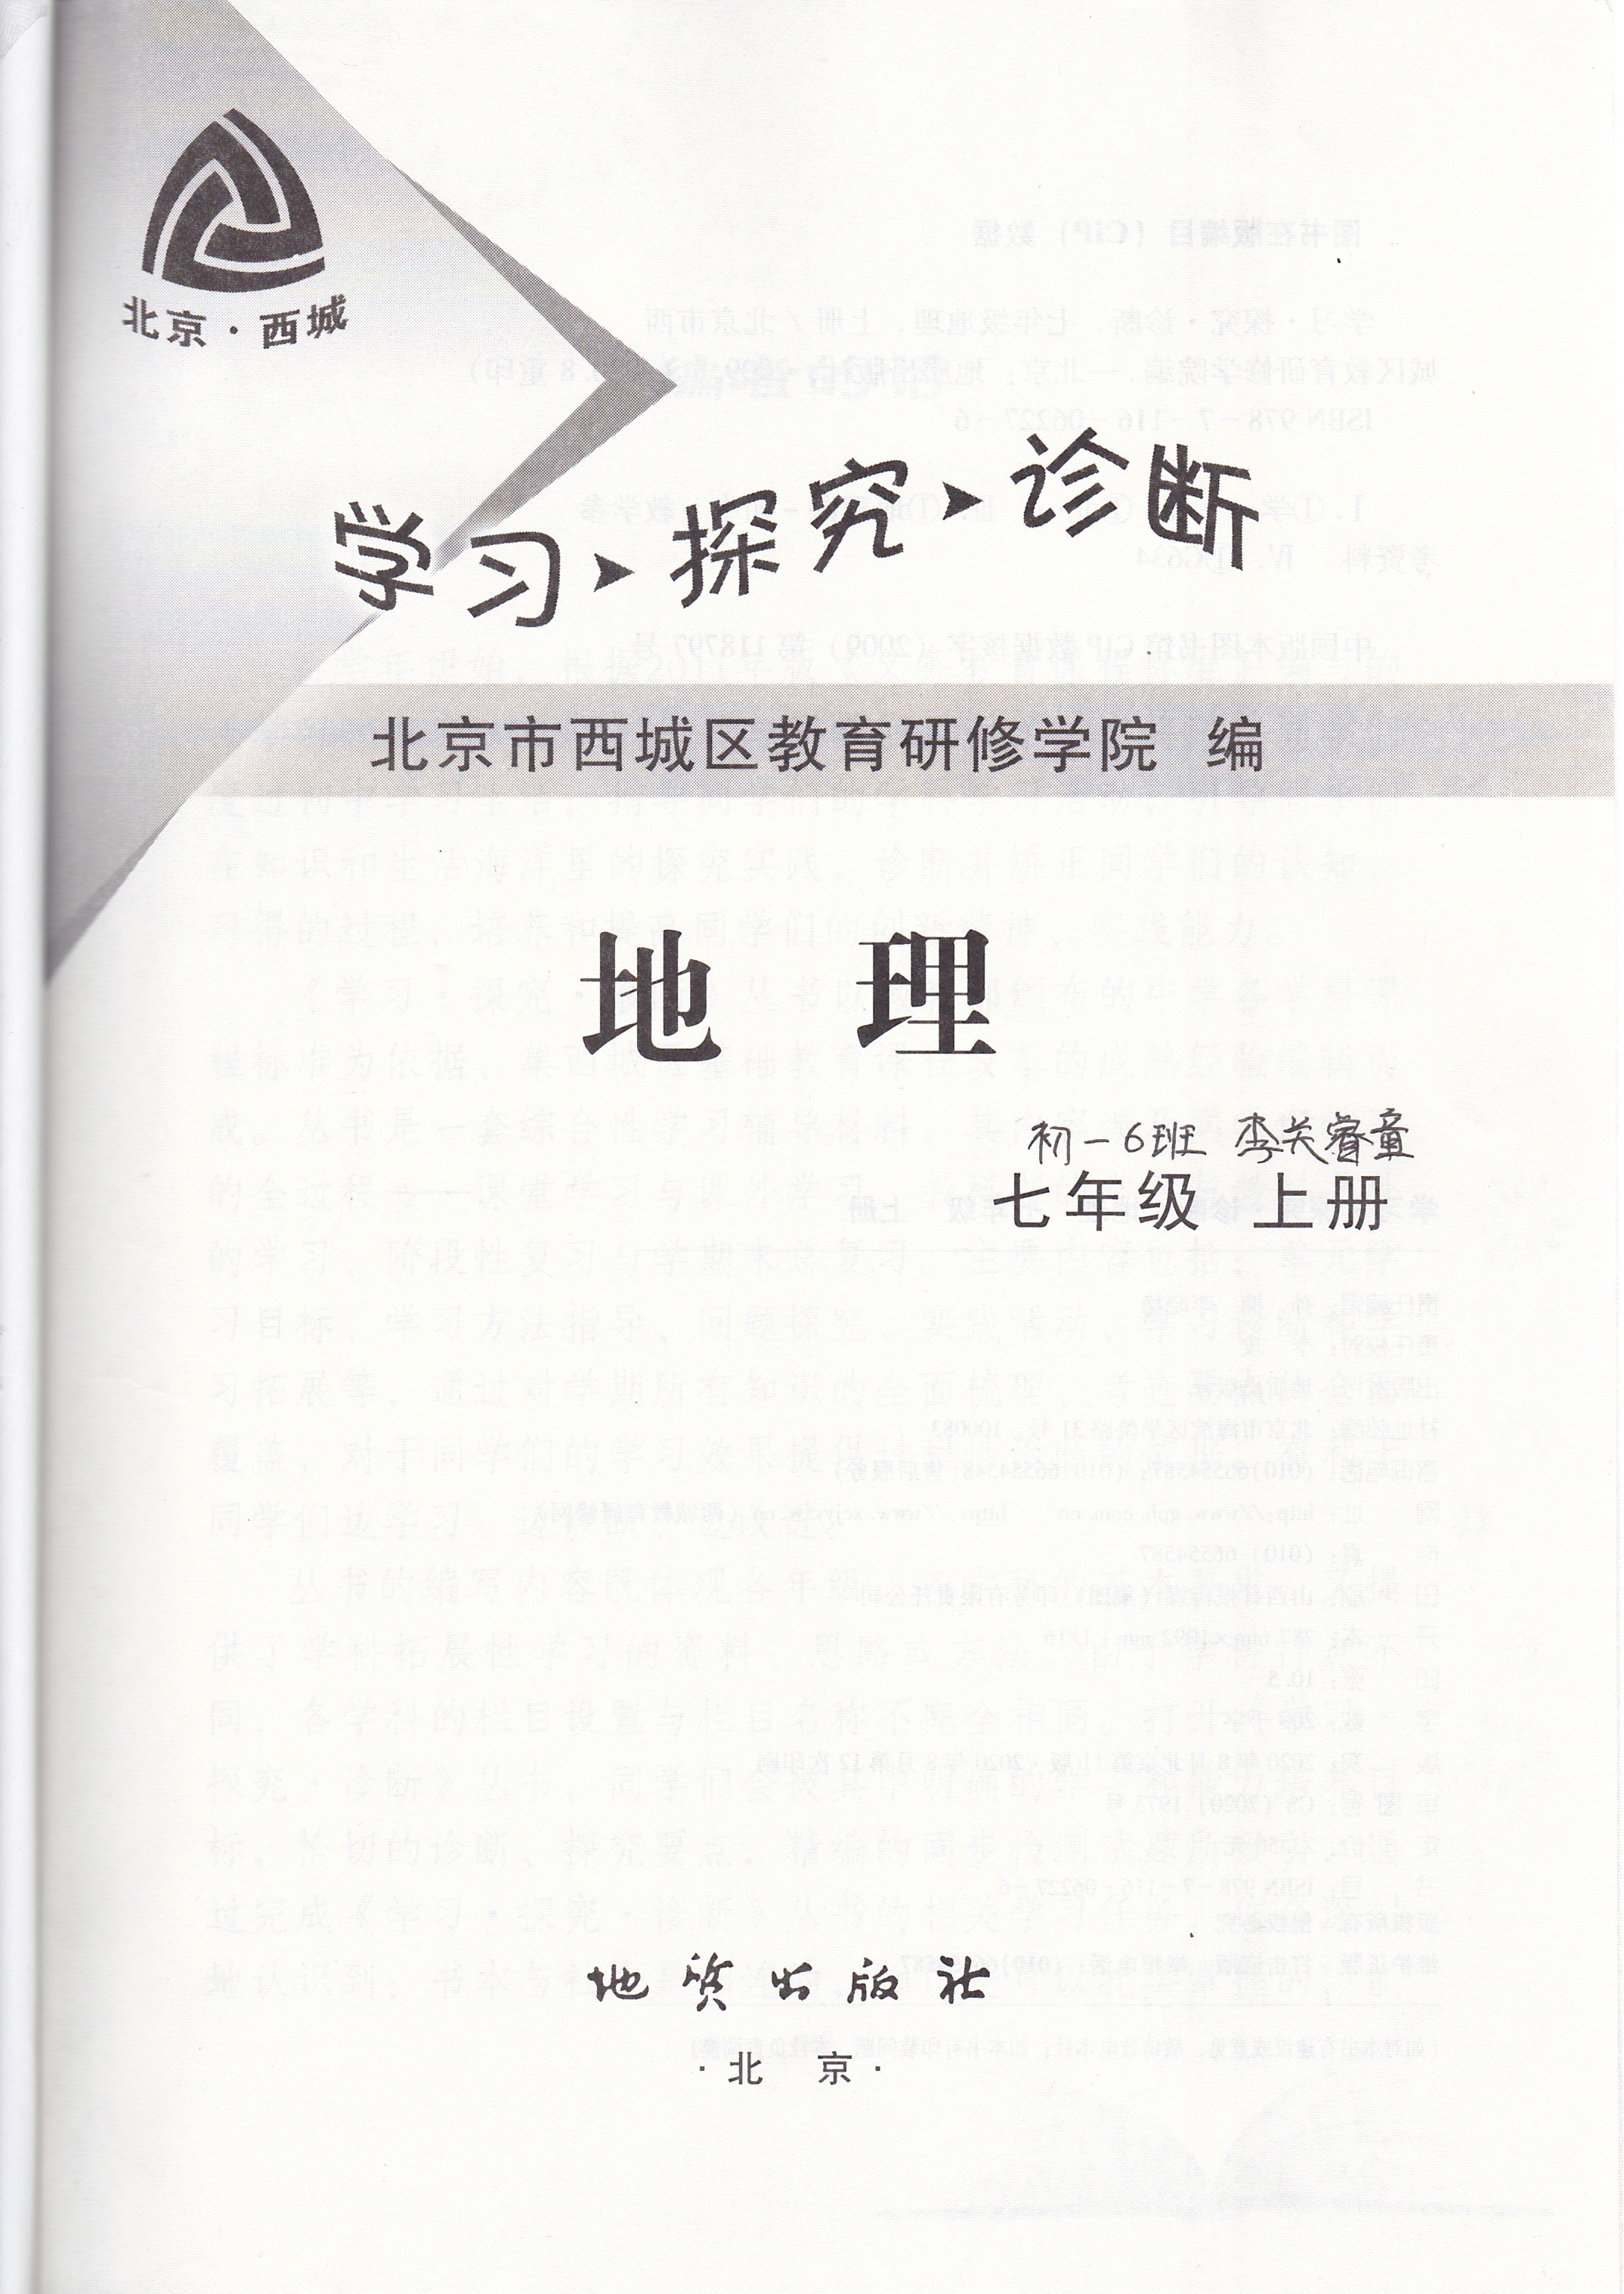 北京·西城
学习▸探究▸诊断
北京市西城区教育研修学院 编
地 理
初一6班 李关睿童
七年级 上册
地质出版社
·北 京·